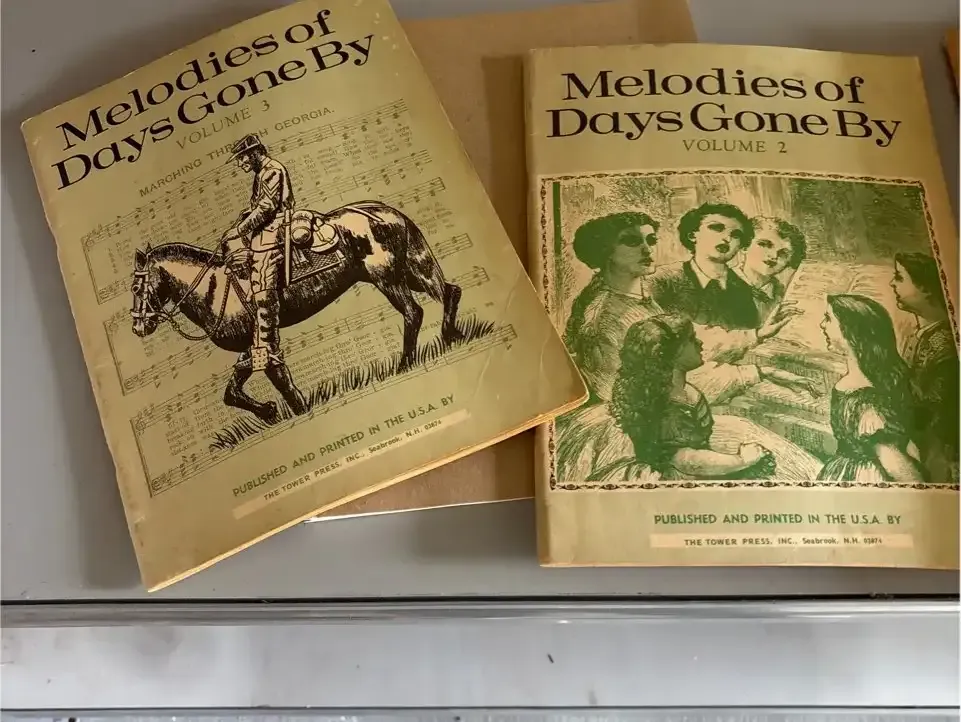 Melodies of
Days Gone By
VOLUME 3
MARCHING GEORGIA.
PUBLISHED AND PRINTED IN THE U.S.A. BY
THE TOWER PRESS, INC., Seabrook, N.H. 03874
Melodies of
Days Gone By
VOLUME 2
PUBLISHED AND PRINTED IN THE U.S.A. BY
THE TOWER PRESS, INC., Seabrook, N.H. 03874